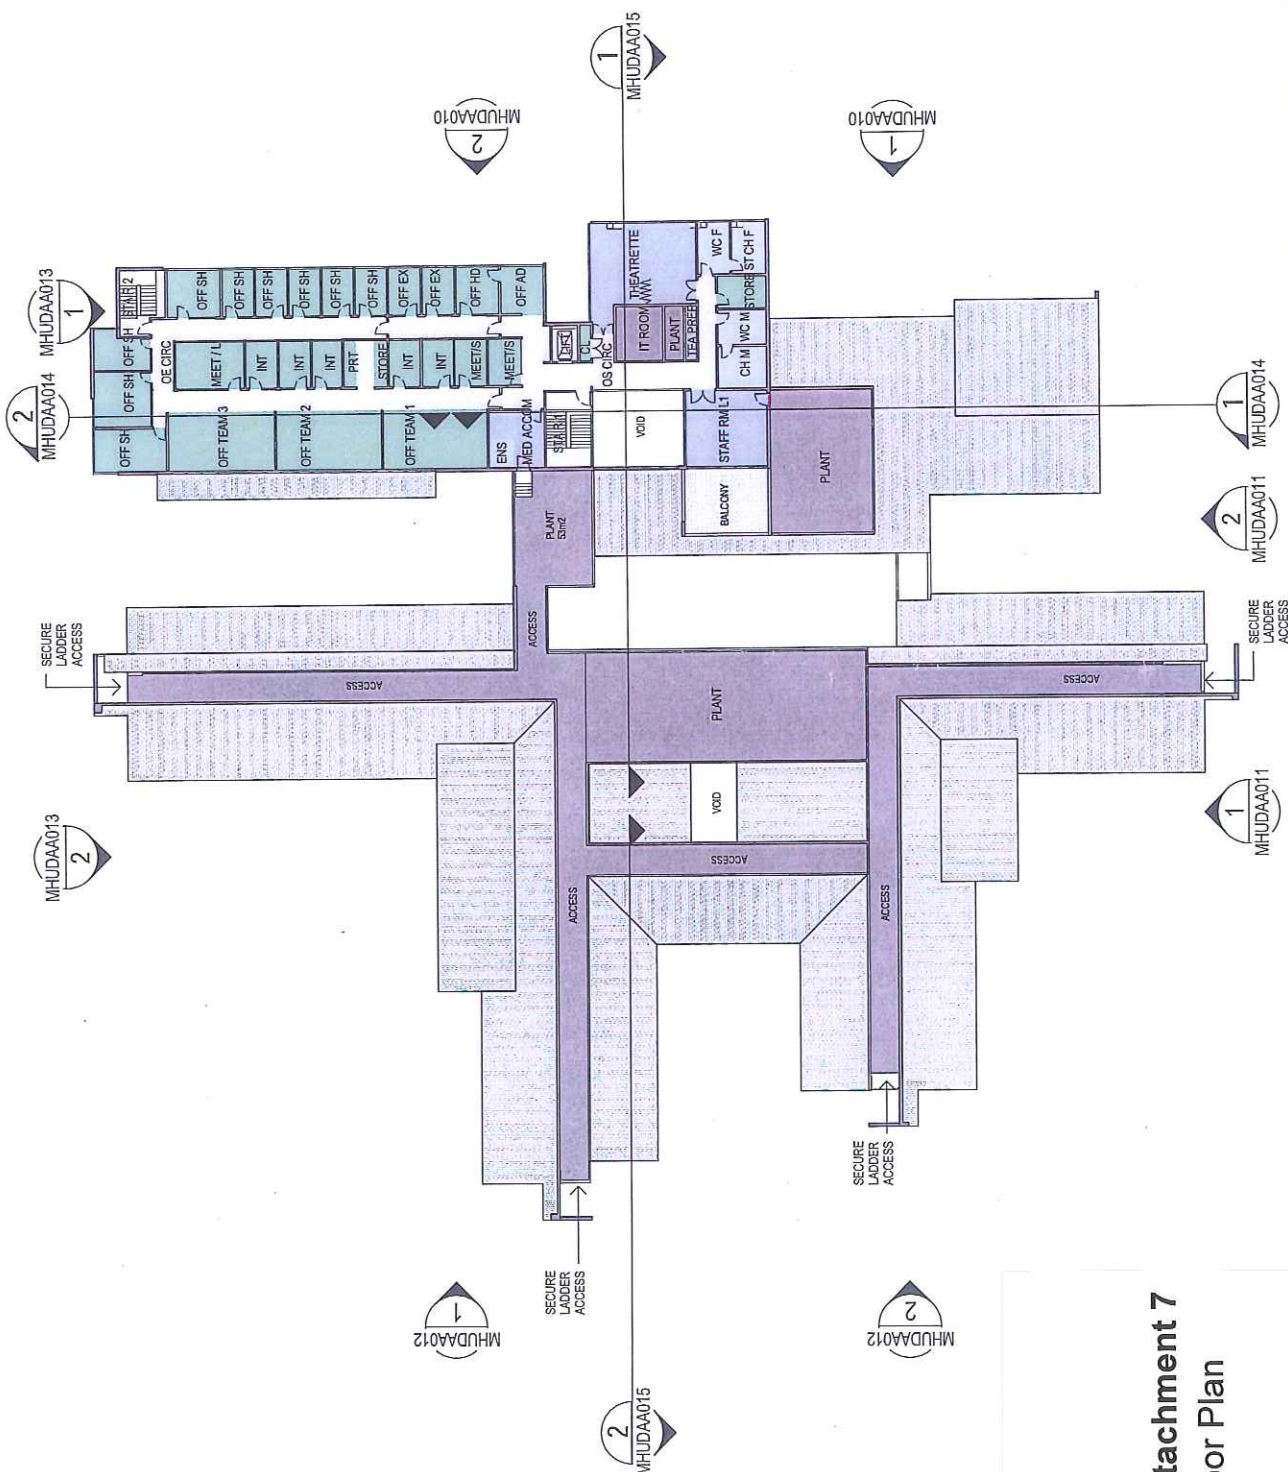 1
MHUDAA015
2
MHUDAA010
1
MHUDAA010
MHUDAA013
1
2
MHUDAA014
STAIR 2
OFF SH
OFF SH
OFF SH
OFF SH
OFF SH
OFF SH
OFF EX
OFF EX
OFF HD
OFF AD
THEATRETTE
WC F
ST CH F
OFF SH
OFF SH
OFF SH
OE CIRC
MEET / L
INT
INT
INT
PRT
STORE
INT
INT
MEET/S
MEET/S
LIFT
CL
OS CIRC
IT ROOM
PLANT
TEA PREP
STORE
WC M
CH M
OFF TEAM 3
OFF TEAM 2
OFF TEAM 1
ENS
MED ACCOM
STAIR 1
VOID
STAFF RM L1
1
MHUDAA014
PLANT
53m2
BALCONY
PLANT
2
MHUDAA011
SECURE
LADDER
ACCESS
ACCESS
ACCESS
PLANT
ACCESS
SECURE
LADDER
ACCESS
MHUDAA013
2
VOID
1
MHUDAA011
ACCESS
ACCESS
ACCESS
SECURE
LADDER
ACCESS
SECURE
LADDER
ACCESS
1
MHUDAA012
2
MHUDAA012
2
MHUDAA015
tachment 7
oor Plan